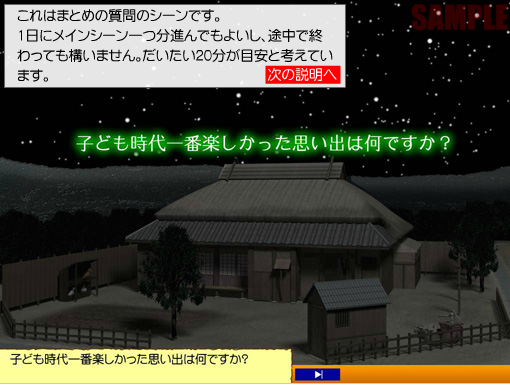 これはまとめの質問のシーンです。
1日にメインシーン一つ分進んでもよいし、途中で終
わっても構いません。だいたい20分が目安と考えてい
ます。
次の説明へ
SAMPLE
子ども時代一番楽しかった思い出は何ですか？
子ども時代一番楽しかった思い出は何ですか？